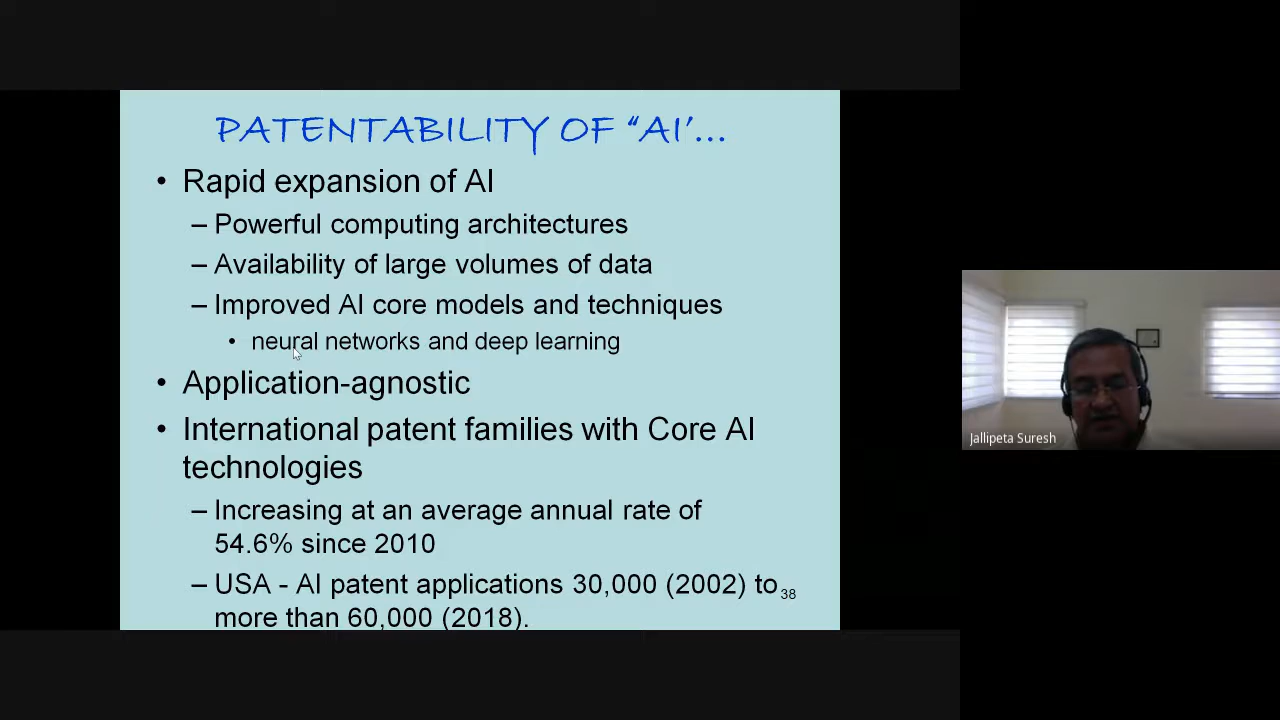 PATENTABILITY OF “AI’...
• Rapid expansion of AI
– Powerful computing architectures
– Availability of large volumes of data
– Improved AI core models and techniques
• neural networks and deep learning
• Application-agnostic
• International patent families with Core AI
technologies
– Increasing at an average annual rate of
54.6% since 2010
– USA - AI patent applications 30,000 (2002) to
38
more than 60,000 (2018).
Jallipeta Suresh